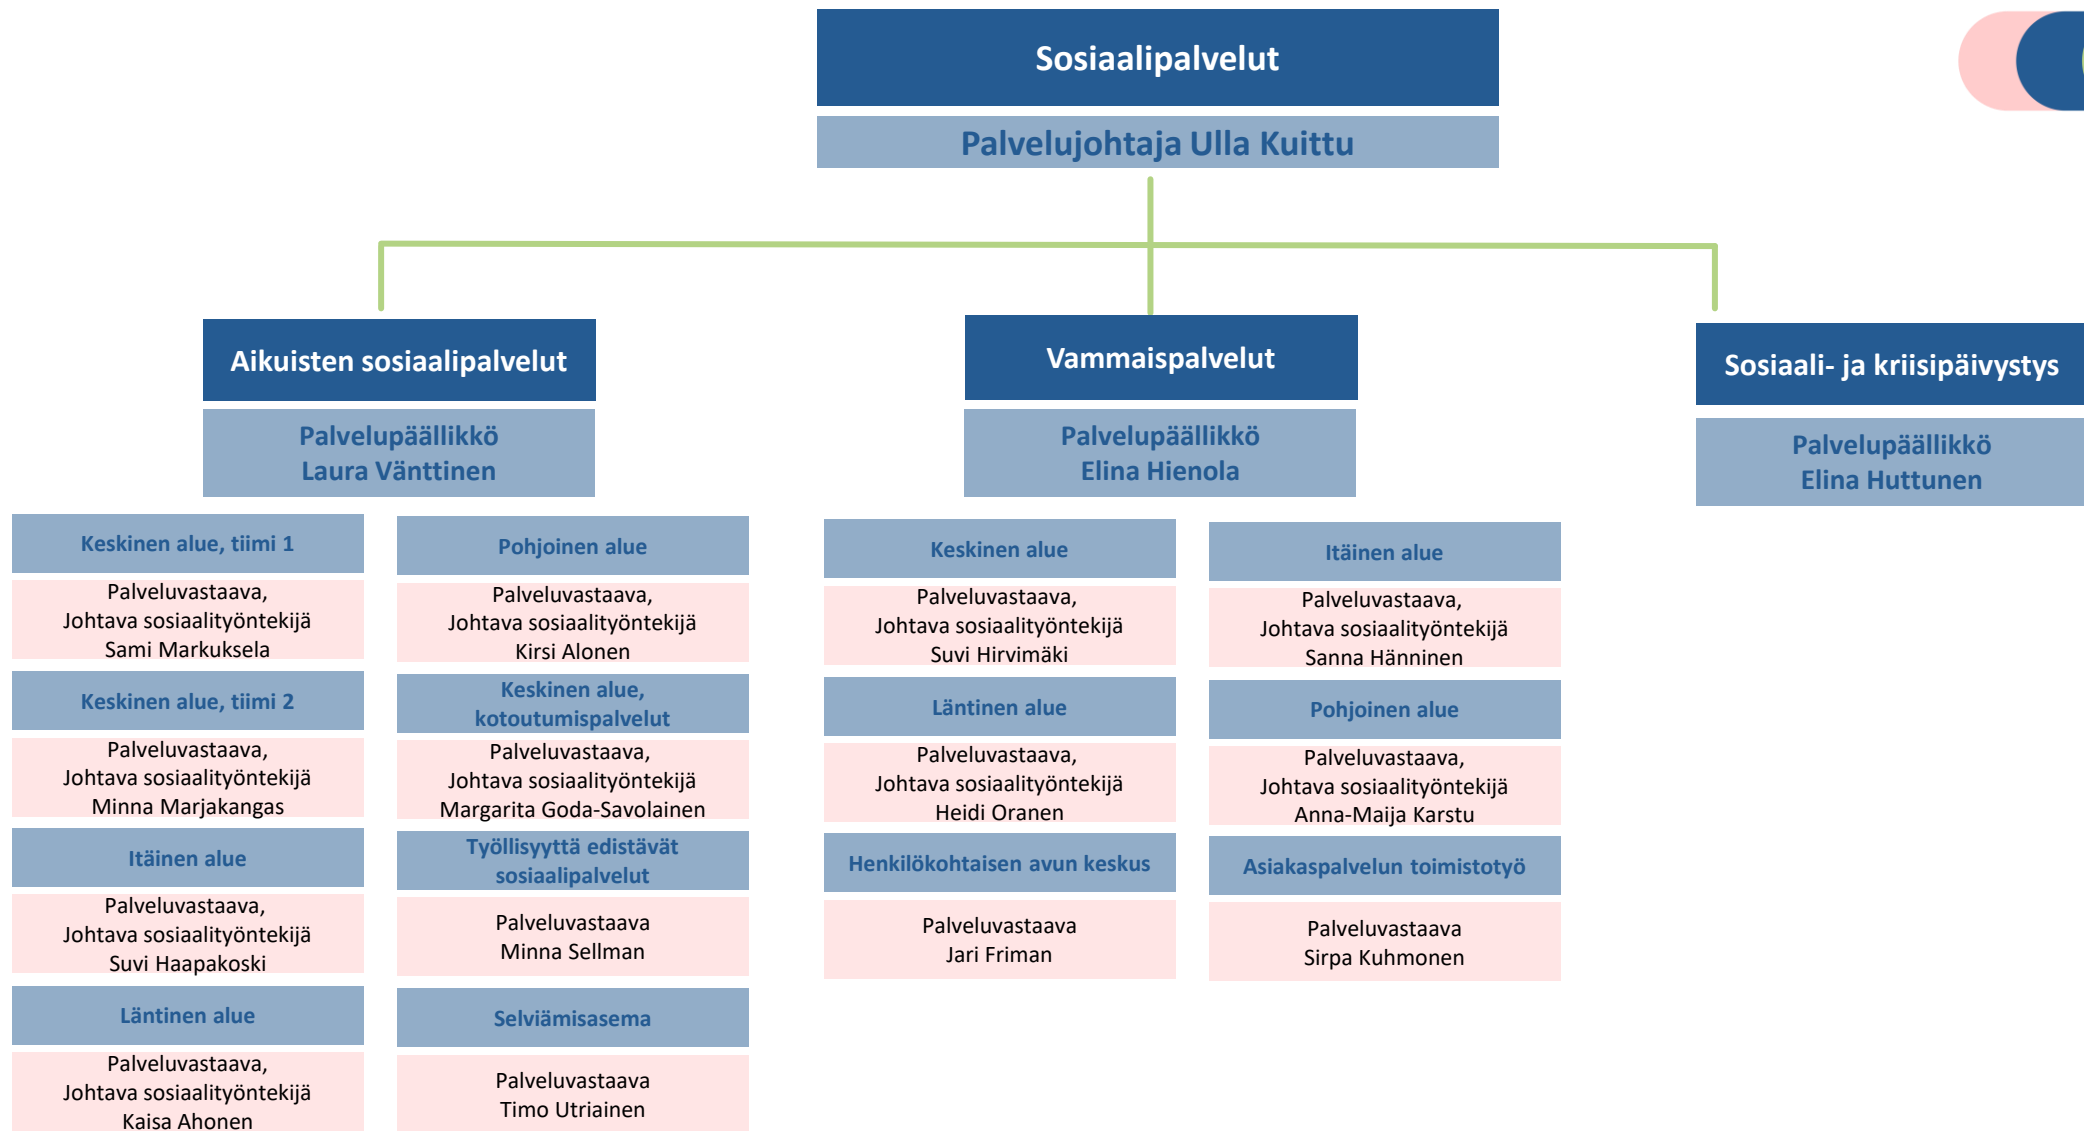 Sosiaalipalvelut
Palvelujohtaja Ulla Kuittu
Aikuisten sosiaalipalvelut
Palvelupäällikkö
Laura Vänttinen
Keskinen alue, tiimi 1
Palveluvastaava,
Johtava sosiaalityöntekijä
Sami Markuksela
Keskinen alue, tiimi 2
Palveluvastaava,
Johtava sosiaalityöntekijä
Minna Marjakangas
Itäinen alue
Palveluvastaava,
Johtava sosiaalityöntekijä
Suvi Haapakoski
Läntinen alue
Palveluvastaava,
Johtava sosiaalityöntekijä
Kaisa Ahonen
Pohjoinen alue
Palveluvastaava,
Johtava sosiaalityöntekijä
Kirsi Alonen
Keskinen alue,
kotoutumispalvelut
Palveluvastaava,
Johtava sosiaalityöntekijä
Margarita Goda-Savolainen
Työllisyyttä edistävät
sosiaalipalvelut
Palveluvastaava
Minna Sellman
Selviämisasema
Palveluvastaava
Timo Utriainen
Vammaispalvelut
Palvelupäällikkö
Elina Hienola
Keskinen alue
Palveluvastaava,
Johtava sosiaalityöntekijä
Suvi Hirvimäki
Läntinen alue
Palveluvastaava,
Johtava sosiaalityöntekijä
Heidi Oranen
Henkilökohtaisen avun keskus
Palveluvastaava
Jari Friman
Itäinen alue
Palveluvastaava,
Johtava sosiaalityöntekijä
Sanna Hänninen
Pohjoinen alue
Palveluvastaava,
Johtava sosiaalityöntekijä
Anna-Maija Karstu
Asiakaspalvelun toimistotyö
Palveluvastaava
Sirpa Kuhmonen
Sosiaali- ja kriisipäivystys
Palvelupäällikkö
Elina Huttunen